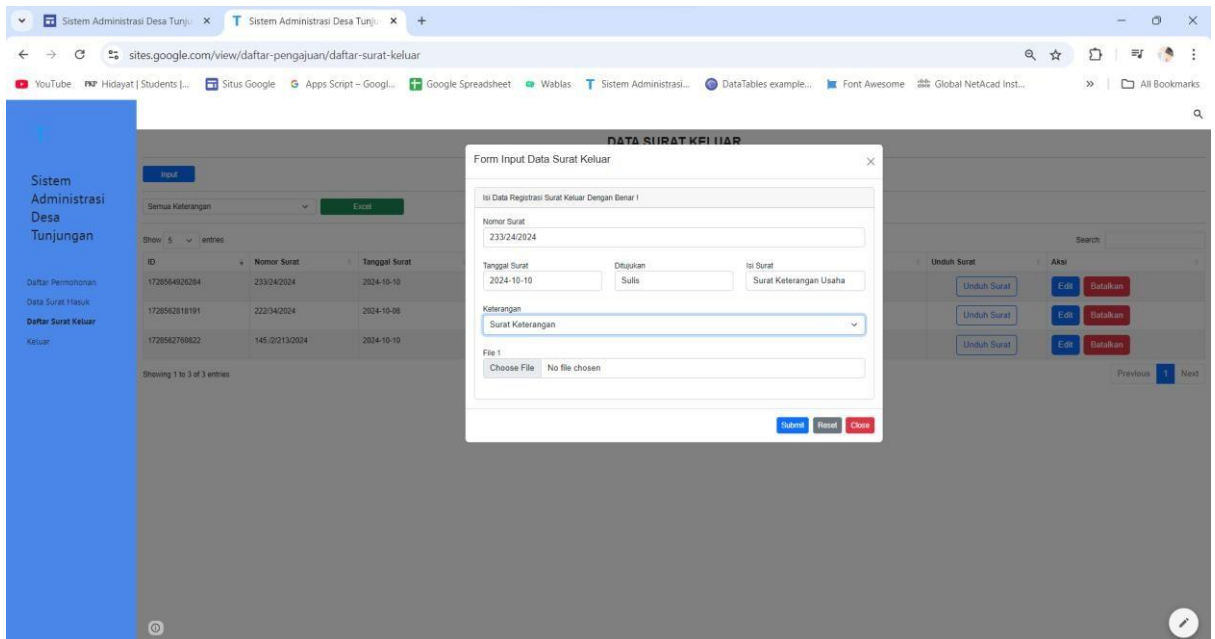 Sistem Administrasi Desa Tunju
Sistem Administrasi Desa Tunju
sites.google.com/view/daftar-pengajuan/daftar-surat-keluar
YouTube PKP Hidayat | Students |... Situs Google Apps Script – Googl... Google Spreadsheet Wablas Sistem Administrasi... DataTables example... Font Awesome Global NetAcad Inst... » All Bookmarks
T
Sistem
Administrasi
Desa
Tunjungan
Daftar Permohonan
Data Surat Masuk
Daftar Surat Keluar
Keluar
DATA SURAT KELUAR
Input
Semua Keterangan Excel
Show 5 entries Search:
ID Nomor Surat Tanggal Surat Unduh Surat Aksi
1728564926284 233/24/2024 2024-10-10 Unduh Surat Edit Batalkan
1728562818191 222/34/2024 2024-10-08 Unduh Surat Edit Batalkan
1728562760822 145./2/213/2024 2024-10-10 Unduh Surat Edit Batalkan
Showing 1 to 3 of 3 entries Previous 1 Next
Form Input Data Surat Keluar
Isi Data Registrasi Surat Keluar Dengan Benar !
Nomor Surat
233/24/2024
Tanggal Surat Ditujukan Isi Surat
2024-10-10 Sulis Surat Keterangan Usaha
Keterangan
Surat Keterangan
File 1
Choose File No file chosen
Submit Reset Close